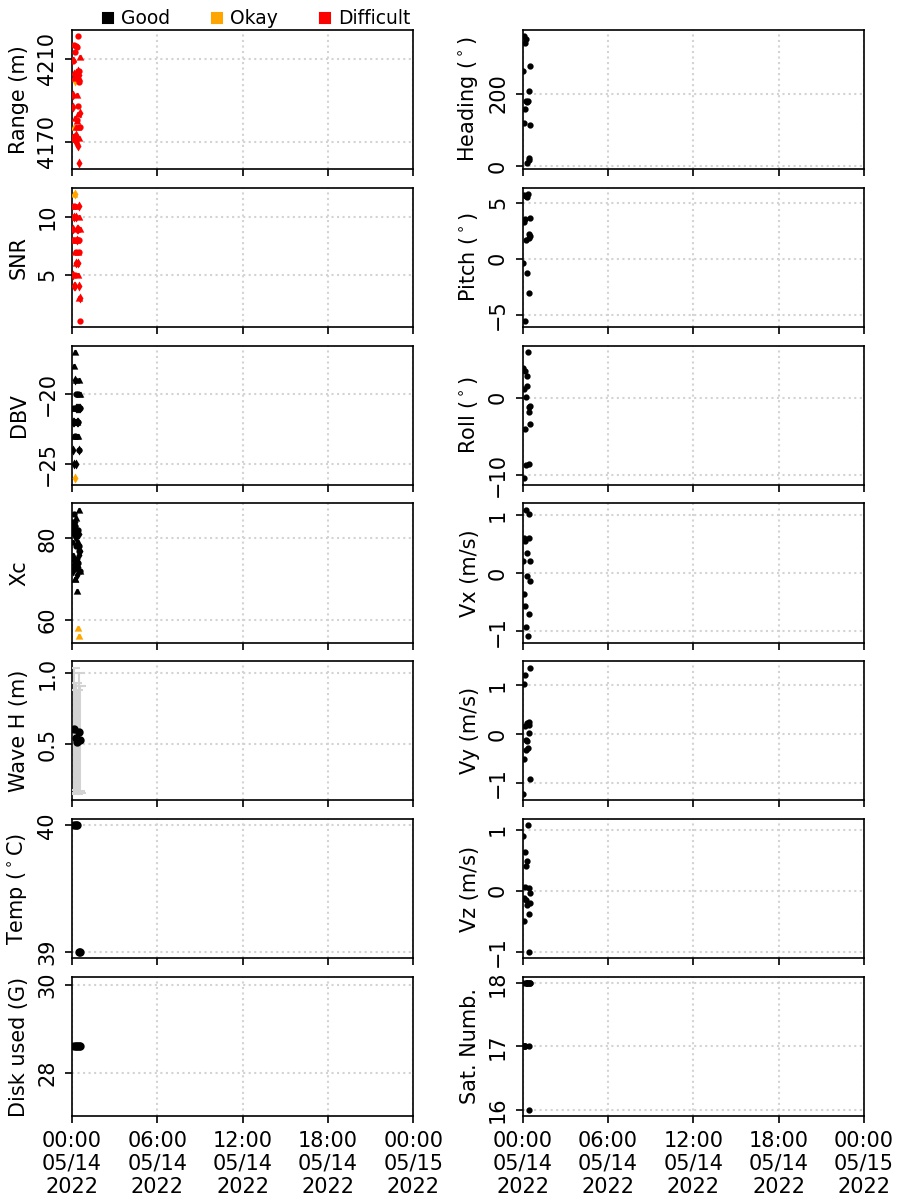 Good Okay Difficult
Range (m)
4210
4170
Heading (°)
200
0
SNR
10
5
Pitch (°)
5
0
−5
DBV
−20
−25
Roll (°)
0
−10
Xc
80
60
Vx (m/s)
1
0
−1
Wave H (m)
1.0
0.5
Vy (m/s)
1
0
−1
Temp (°C)
40
39
Vz (m/s)
1
0
−1
Disk used (G)
30
28
Sat. Numb.
18
17
16
00:00 06:00 12:00 18:00 00:00 00:00 06:00 12:00 18:00 00:00
05/14 05/14 05/14 05/14 05/15 05/14 05/14 05/14 05/14 05/15
2022 2022 2022 2022 2022 2022 2022 2022 2022 2022